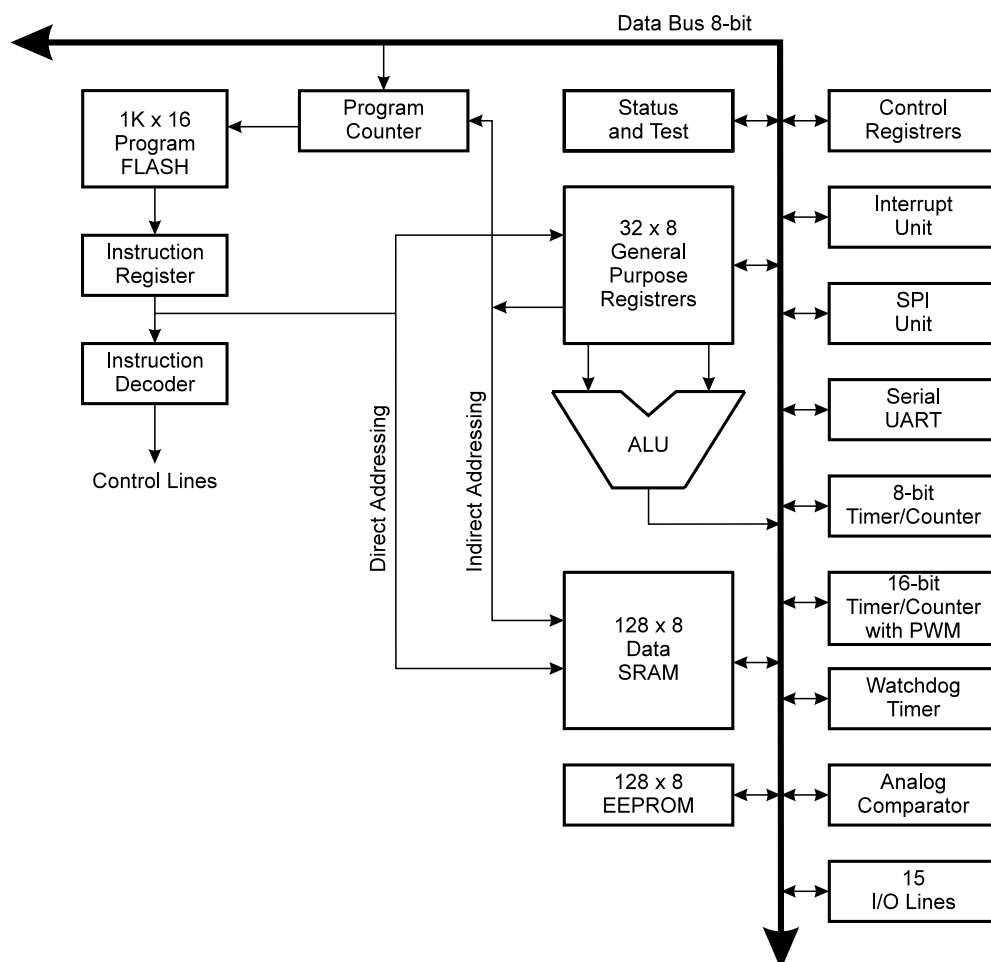 Data Bus 8-bit
1K x 16
Program
FLASH
Program
Counter
Status
and Test
Control
Registrers
Instruction
Register
32 x 8
General
Purpose
Registrers
Interrupt
Unit
SPI
Unit
Instruction
Decoder
Control Lines
Direct Addressing
Indirect Addressing
ALU
Serial
UART
8-bit
Timer/Counter
128 x 8
Data
SRAM
16-bit
Timer/Counter
with PWM
Watchdog
Timer
128 x 8
EEPROM
Analog
Comparator
15
I/O Lines